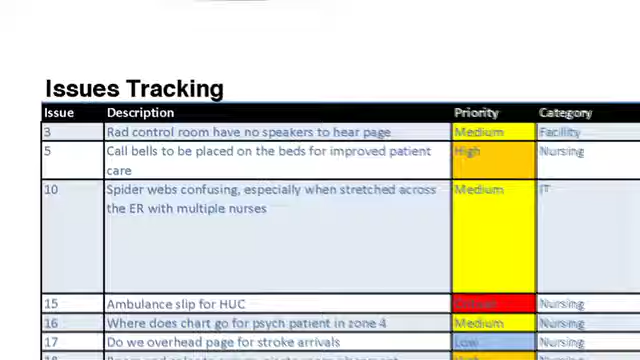 Issues Tracking
Issue Description Priority Category
3 Rad control room have no speakers to hear page Medium Facility
5 Call bells to be placed on the beds for improved patient High Nursing
care
10 Spider webs confusing, especially when stretched across Medium IT
the ER with multiple nurses
15 Ambulance slip for HUC Nursing
16 Where does chart go for psych patient in zone 4 Medium Nursing
17 Do we overhead page for stroke arrivals Low Nursing